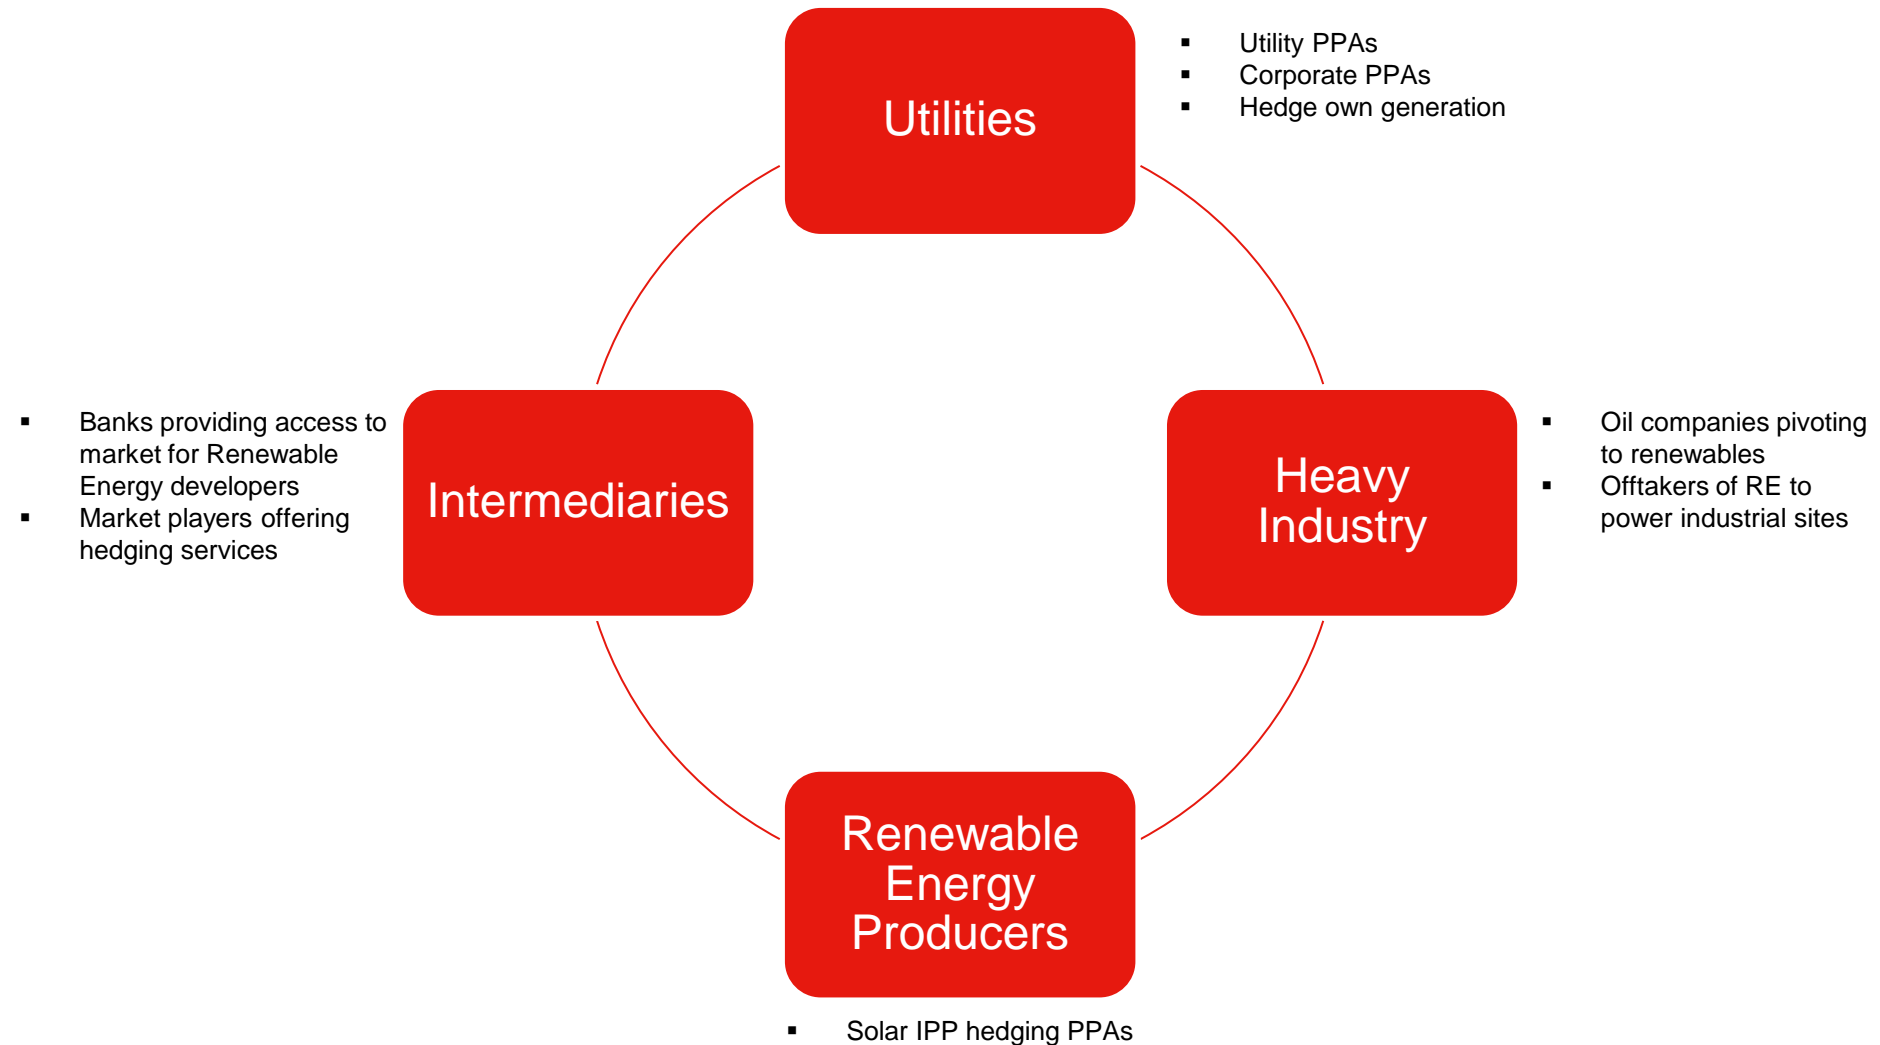 Utilities
▪ Utility PPAs
▪ Corporate PPAs
▪ Hedge own generation
▪ Banks providing access to
market for Renewable
Energy developers
▪ Market players offering
hedging services
Intermediaries
Heavy
Industry
▪ Oil companies pivoting
to renewables
▪ Offtakers of RE to
power industrial sites
Renewable
Energy
Producers
▪ Solar IPP hedging PPAs